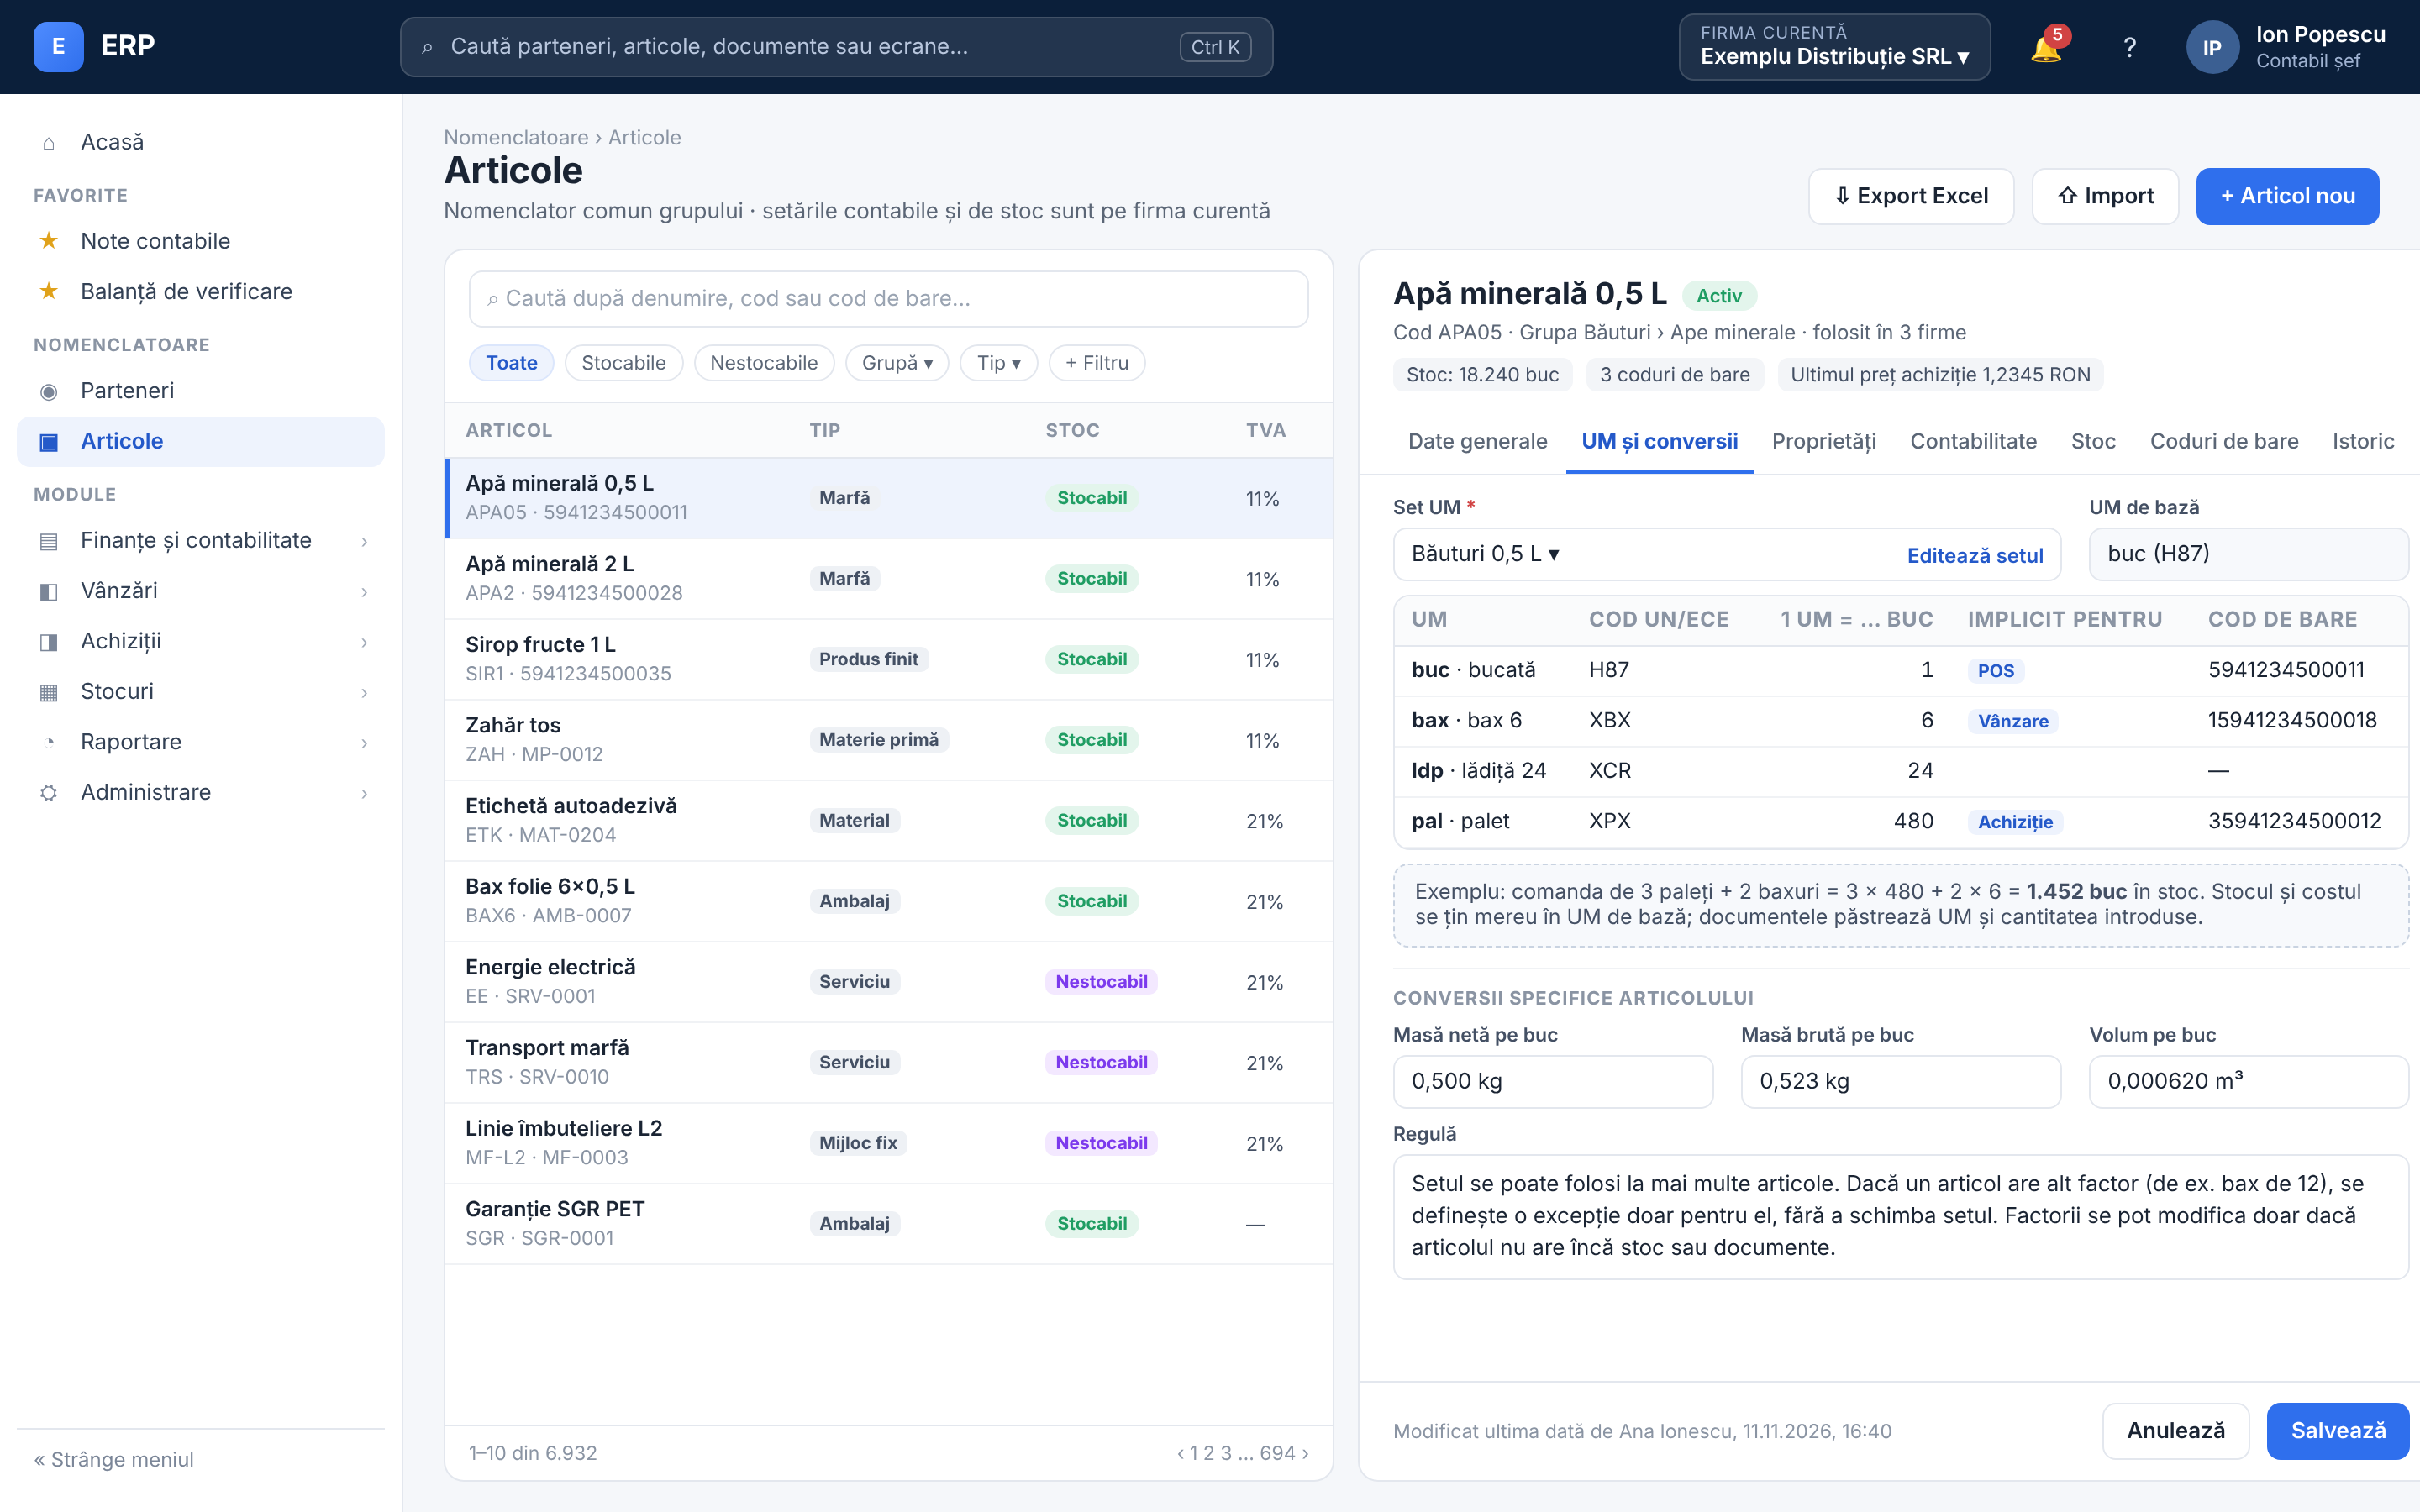 E ERP
Caută parteneri, articole, documente sau ecrane... Ctrl K
FIRMA CURENTĂ
Exemplu Distribuție SRL ▾
5
?
IP
Ion Popescu
Contabil șef
Acasă
FAVORITE
★ Note contabile
★ Balanță de verificare
NOMENCLATOARE
Parteneri
Articole
MODULE
Finanțe și contabilitate ›
Vânzări ›
Achiziții ›
Stocuri ›
Raportare ›
Administrare ›
« Strânge meniul
Nomenclatoare › Articole
Articole
Nomenclator comun grupului · setările contabile și de stoc sunt pe firma curentă
⇩ Export Excel
⇧ Import
+ Articol nou
Caută după denumire, cod sau cod de bare...
Toate Stocabile Nestocabile Grupă ▾ Tip ▾ + Filtru
ARTICOL TIP STOC TVA
Apă minerală 0,5 L Marfă Stocabil 11%
APA05 · 5941234500011
Apă minerală 2 L Marfă Stocabil 11%
APA2 · 5941234500028
Sirop fructe 1 L Produs finit Stocabil 11%
SIR1 · 5941234500035
Zahăr tos Materie primă Stocabil 11%
ZAH · MP-0012
Etichetă autoadezivă Material Stocabil 21%
ETK · MAT-0204
Bax folie 6×0,5 L Ambalaj Stocabil 21%
BAX6 · AMB-0007
Energie electrică Serviciu Nestocabil 21%
EE · SRV-0001
Transport marfă Serviciu Nestocabil 21%
TRS · SRV-0010
Linie îmbuteliere L2 Mijloc fix Nestocabil 21%
MF-L2 · MF-0003
Garanție SGR PET Ambalaj Stocabil —
SGR · SGR-0001
1–10 din 6.932 ‹ 1 2 3 ... 694 ›
Apă minerală 0,5 L Activ
Cod APA05 · Grupa Băuturi › Ape minerale · folosit în 3 firme
Stoc: 18.240 buc 3 coduri de bare Ultimul preț achiziție 1,2345 RON
Date generale UM și conversii Proprietăți Contabilitate Stoc Coduri de bare Istoric
Set UM * UM de bază
Băuturi 0,5 L ▾ Editează setul buc (H87)
UM COD UN/ECE 1 UM = ... BUC IMPLICIT PENTRU COD DE BARE
buc · bucată H87 1 POS 5941234500011
bax · bax 6 XBX 6 Vânzare 15941234500018
ldp · lădiță 24 XCR 24 —
pal · palet XPX 480 Achiziție 35941234500012
Exemplu: comanda de 3 paleți + 2 baxuri = 3 × 480 + 2 × 6 = 1.452 buc în stoc. Stocul și costul
se țin mereu în UM de bază; documentele păstrează UM și cantitatea introduse.
CONVERSII SPECIFICE ARTICOLULUI
Masă netă pe buc Masă brută pe buc Volum pe buc
0,500 kg 0,523 kg 0,000620 m³
Regulă
Setul se poate folosi la mai multe articole. Dacă un articol are alt factor (de ex. bax de 12), se
definește o excepție doar pentru el, fără a schimba setul. Factorii se pot modifica doar dacă
articolul nu are încă stoc sau documente.
Modificat ultima dată de Ana Ionescu, 11.11.2026, 16:40
Anulează
Salvează